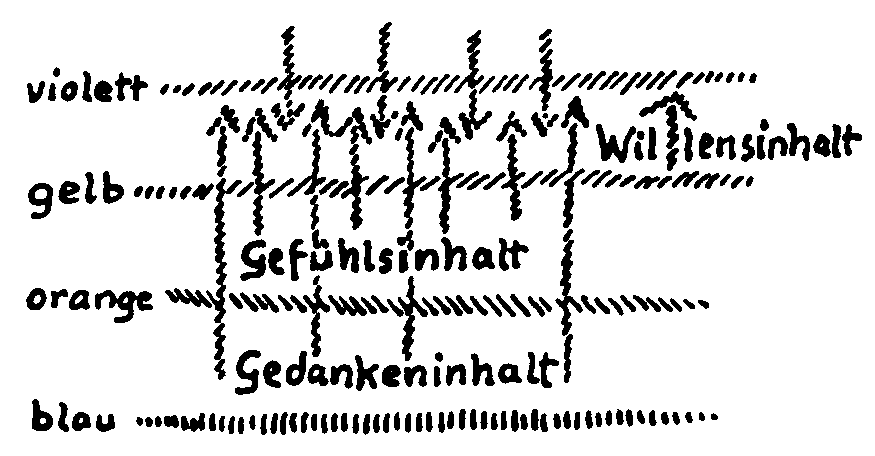 violett
Willensinhalt
gelb
Gefühlsinhalt
orange
Gedankeninhalt
blau